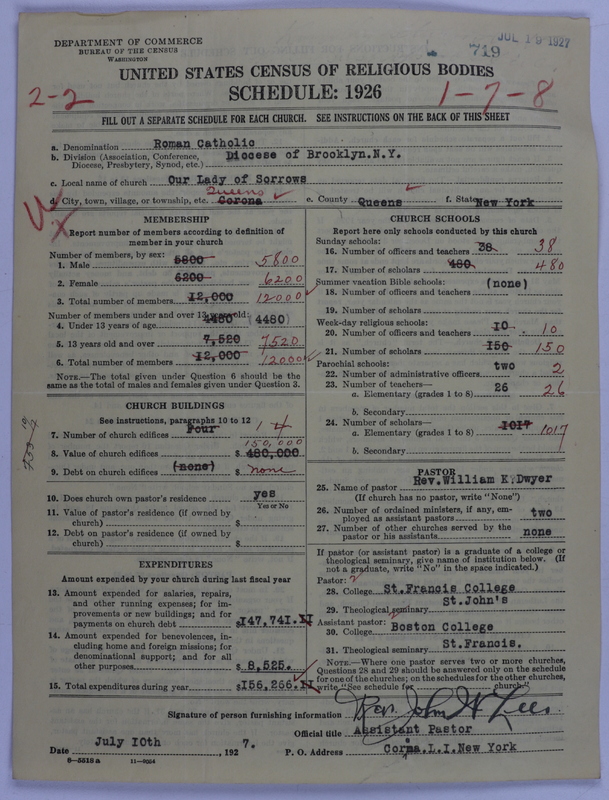 DEPARTMENT OF COMMERCE
BUREAU OF THE CENSUS
WASHINGTON
719
JUL 19 1927
UNITED STATES CENSUS OF RELIGIOUS BODIES
SCHEDULE: 1926
2-2
1-7-8
FILL OUT A SEPARATE SCHEDULE FOR EACH CHURCH. SEE INSTRUCTIONS ON THE BACK OF THIS SHEET
a. Denomination Roman Catholic
b. Division (Association, Conference, Diocese, Presbytery, Synod, etc.) Diocese of Brooklyn.N.Y.
c. Local name of church Our Lady of Sorrows
Queens
d. City, town, village, or township, etc. Corona e. County Queens f. State New York
MEMBERSHIP
Report number of members according to definition of
member in your church
Number of members, by sex:
1. Male 5800 5800
2. Female 6200 6200
3. Total number of members 12,000 12000
Number of members under and over 13 years old:
4. Under 13 years of age 4480 (4480)
5. 13 years old and over 7,520 7520
6. Total number of members 12,000 12000
NOTE.—The total given under Question 6 should be the
same as the total of males and females given under Question 3.
CHURCH BUILDINGS
See instructions, paragraphs 10 to 12
7. Number of church edifices Four 1 4
150,000
8. Value of church edifices $ 480,000
9. Debt on church edifices (none) $ none
10. Does church own pastor's residence yes
Yes or No
11. Value of pastor's residence (if owned by
church) $
12. Debt on pastor's residence (if owned by
church) $
EXPENDITURES
Amount expended by your church during last fiscal year
13. Amount expended for salaries, repairs,
and other running expenses; for im-
provements or new buildings; and for
payments on church debt $147,741.11
14. Amount expended for benevolences, in-
cluding home and foreign missions; for
denominational support; and for all
other purposes $ 8,525.
15. Total expenditures during year $156,266.11
CHURCH SCHOOLS
Report here only schools conducted by this church
Sunday schools:
16. Number of officers and teachers 38 38
17. Number of scholars 480 480
Summer vacation Bible schools: (none)
18. Number of officers and teachers
19. Number of scholars
Week-day religious schools:
20. Number of officers and teachers 10 10
21. Number of scholars 150 150
Parochial schools:
22. Number of administrative officers two 2
23. Number of teachers—
a. Elementary (grades 1 to 8) 26 26
b. Secondary
24. Number of scholars—
a. Elementary (grades 1 to 8) 1017 1017
b. Secondary
PASTOR
25. Name of pastor Rev.William K.Dwyer
(If church has no pastor, write "None")
26. Number of ordained ministers, if any, em-
ployed as assistant pastors two
27. Number of other churches served by the
pastor or his assistants none
If pastor (or assistant pastor) is a graduate of a college or
theological seminary, give name of institution below. (If
not a graduate, write "No" in the space indicated.)
Pastor:
28. College St.Francis College
29. Theological seminary St.John's
Assistant pastor:
30. College Boston College
31. Theological seminary St.Francis.
NOTE.—Where one pastor serves two or more churches,
Questions 28 and 29 should be answered only on the schedule
for one of the churches; on the schedules for the other churches,
write "See schedule for church."
Signature of person furnishing information Rev. John H. Lees
Official title Assistant Pastor
Date July 10th, 1927. P. O. Address Corona.L.I.New York
6-5518 a 11-9564